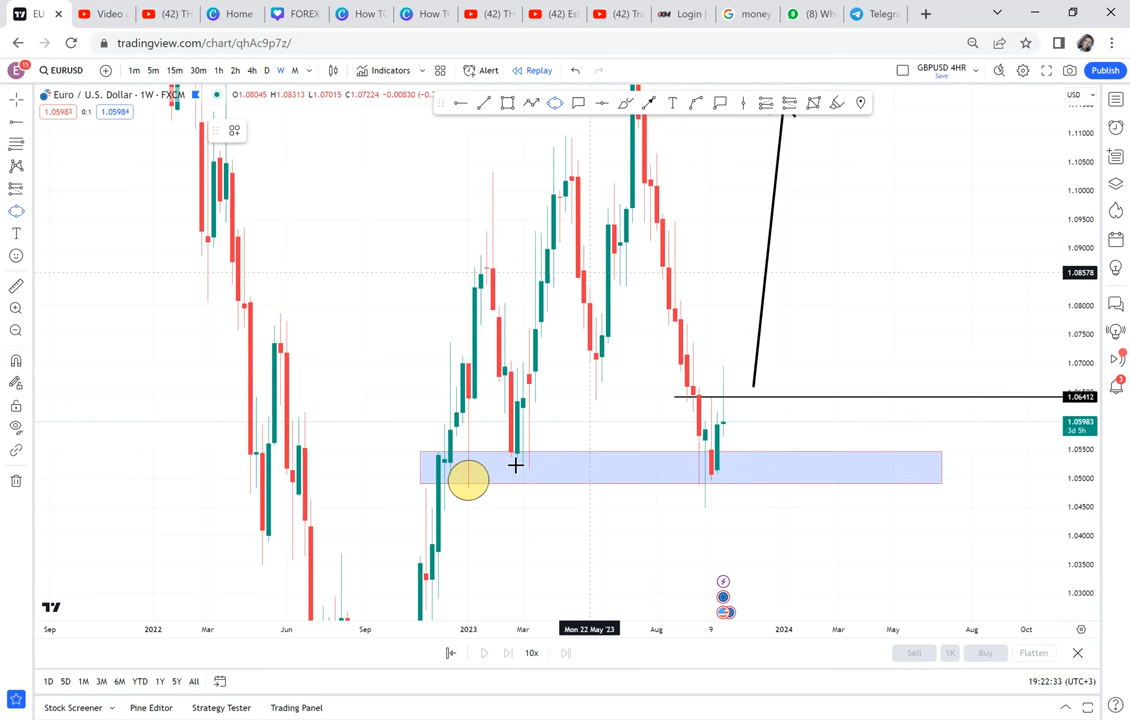 EU
Video
(42) TH
Home
FOREX
How TO
How TO
(42) TH
(42) Est
(42) Tra
Login
money
(8) Wh
Telegra
tradingview.com/chart/qhAc9p7z/
E
15
EURUSD
1m 5m 15m 30m 1h 2h 4h D W M
Indicators
Alert
Replay
GBPUSD 4HR
Save
Publish
Euro / U.S. Dollar · 1W · FXCM
O1.08045 H1.08313 L1.07015 C1.07224 -0.00830
1.05983
0.1
1.05984
USD
1.11000
1.10500
1.10000
1.09500
1.09000
1.08578
1.08000
1.07500
1.07000
1.06412
1.05983
3d 5h
1.05500
1.05000
1.04500
1.04000
1.03500
1.03000
3
Sep 2022 Mar Jun Sep 2023 Mar Mon 22 May '23 Aug 9 2024 Mar May Aug Oct
10x
Sell
1K
Buy
Flatten
1D 5D 1M 3M 6M YTD 1Y 5Y All
19:22:33 (UTC+3)
Stock Screener
Pine Editor
Strategy Tester
Trading Panel